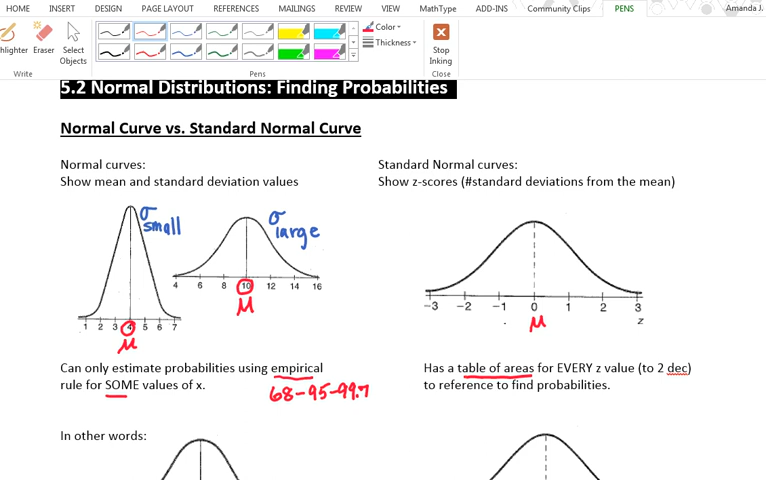 HOME INSERT DESIGN PAGE LAYOUT REFERENCES MAILINGS REVIEW VIEW MathType ADD-INS Community Clips PENS Amanda J.
hlighter Eraser Select Objects
Color
Thickness
Stop Inking
Write Pens Close
5.2 Normal Distributions: Finding Probabilities
Normal Curve vs. Standard Normal Curve
Normal curves:
Show mean and standard deviation values
Standard Normal curves:
Show z-scores (#standard deviations from the mean)
σ small
1 2 3 4 5 6 7
μ
σ large
4 6 8 10 12 14 16
μ
−3 −2 −1 0 1 2 3
z
μ
Can only estimate probabilities using empirical
rule for SOME values of x.
68-95-99.7
Has a table of areas for EVERY z value (to 2 dec)
to reference to find probabilities.
In other words: